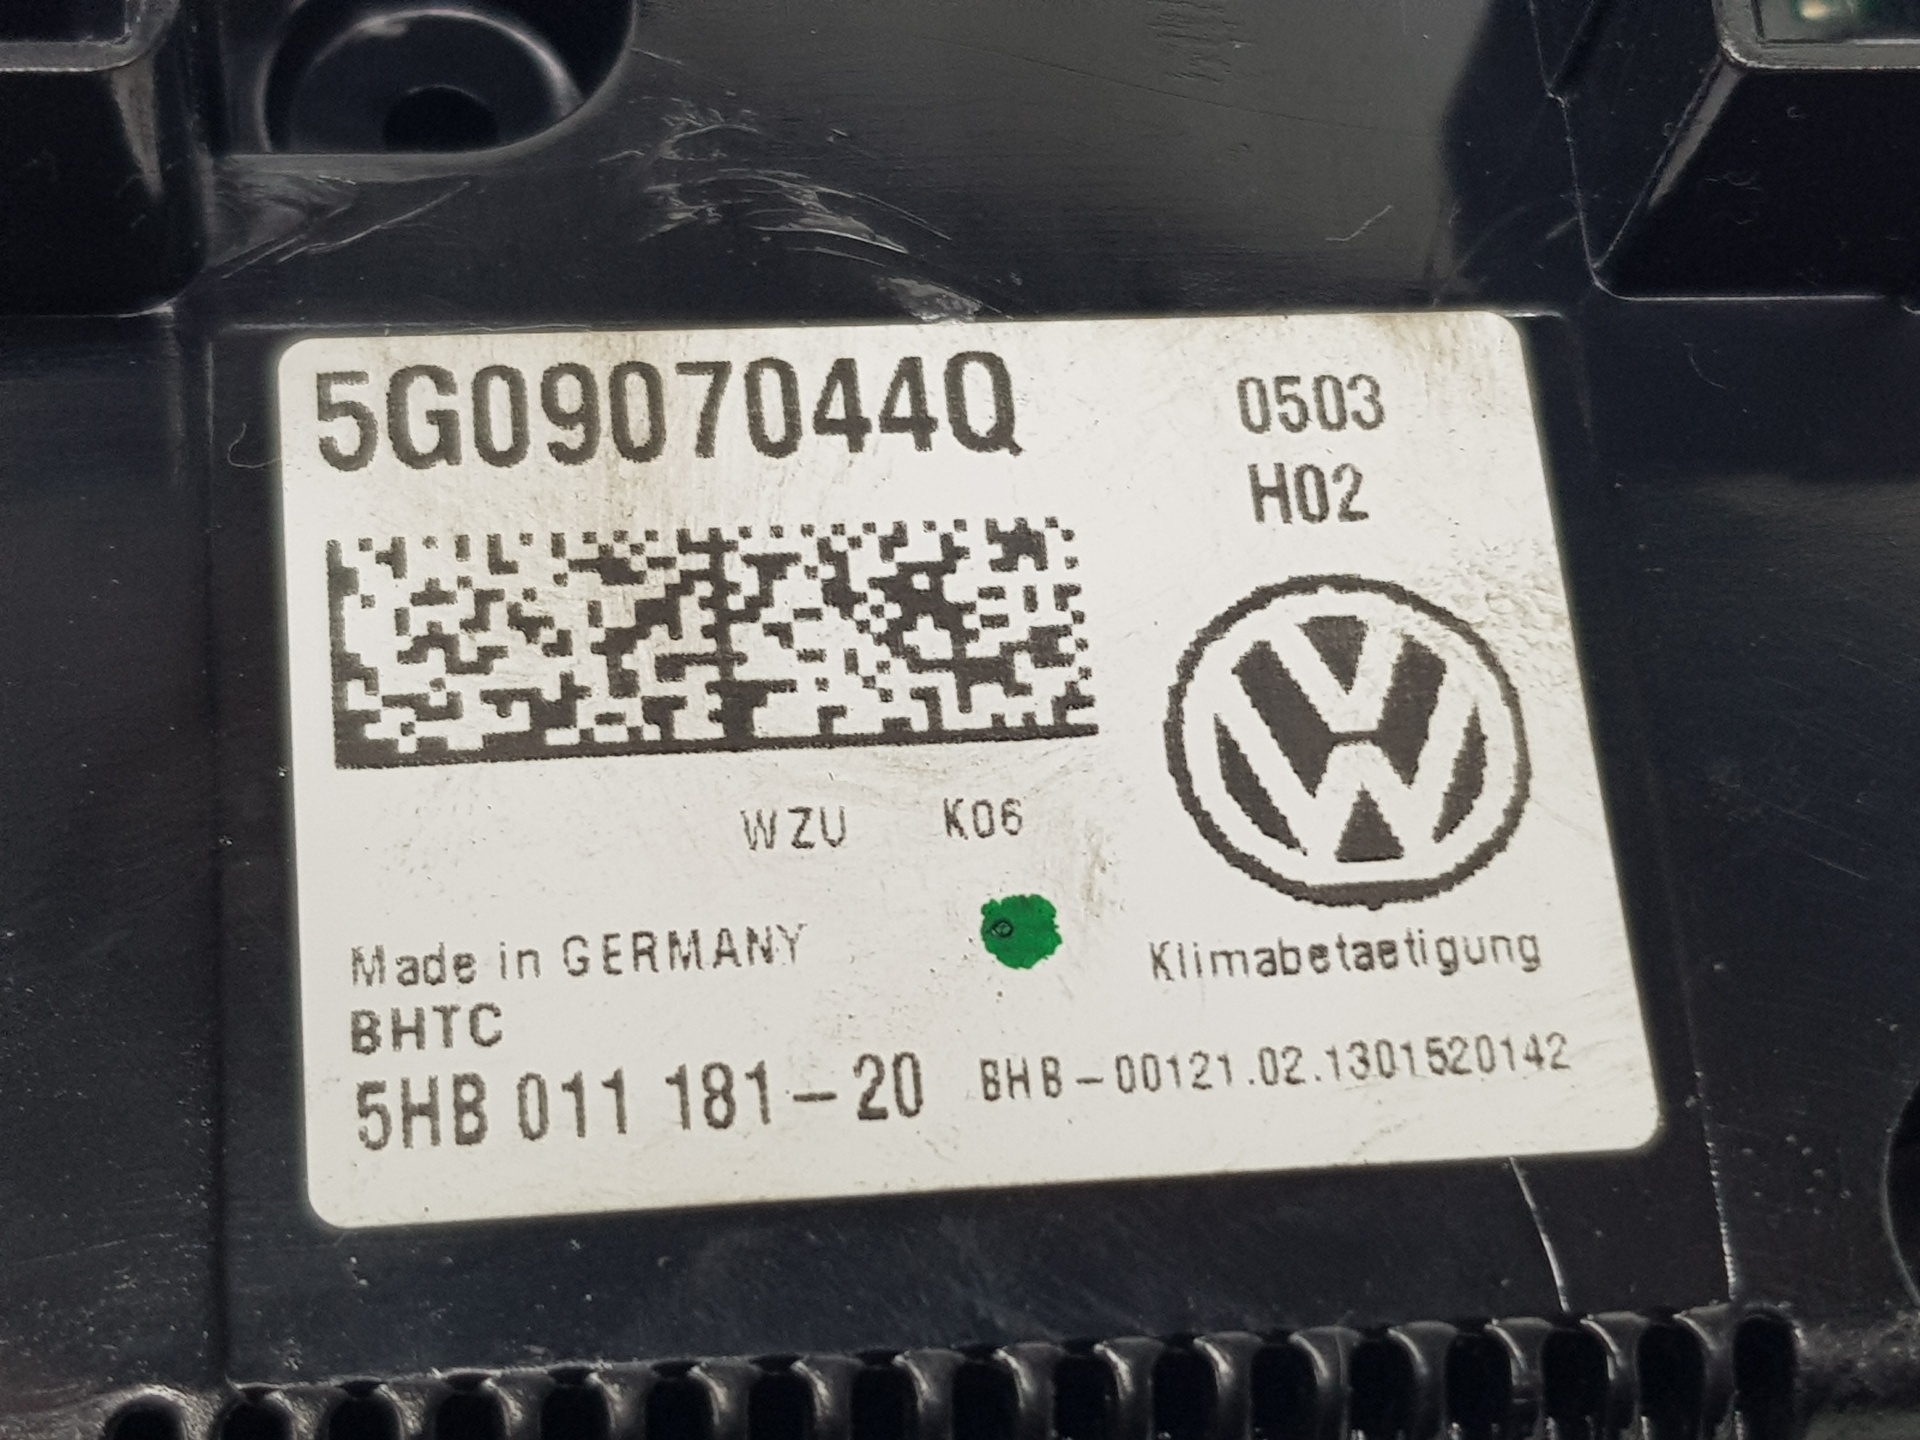 5G0907044Q
0503
H02
WZU K06
Made in GERMANY
Klimabetaetigung
BHTC
5HB 011 181-20
BHB-00121.02.1301520142